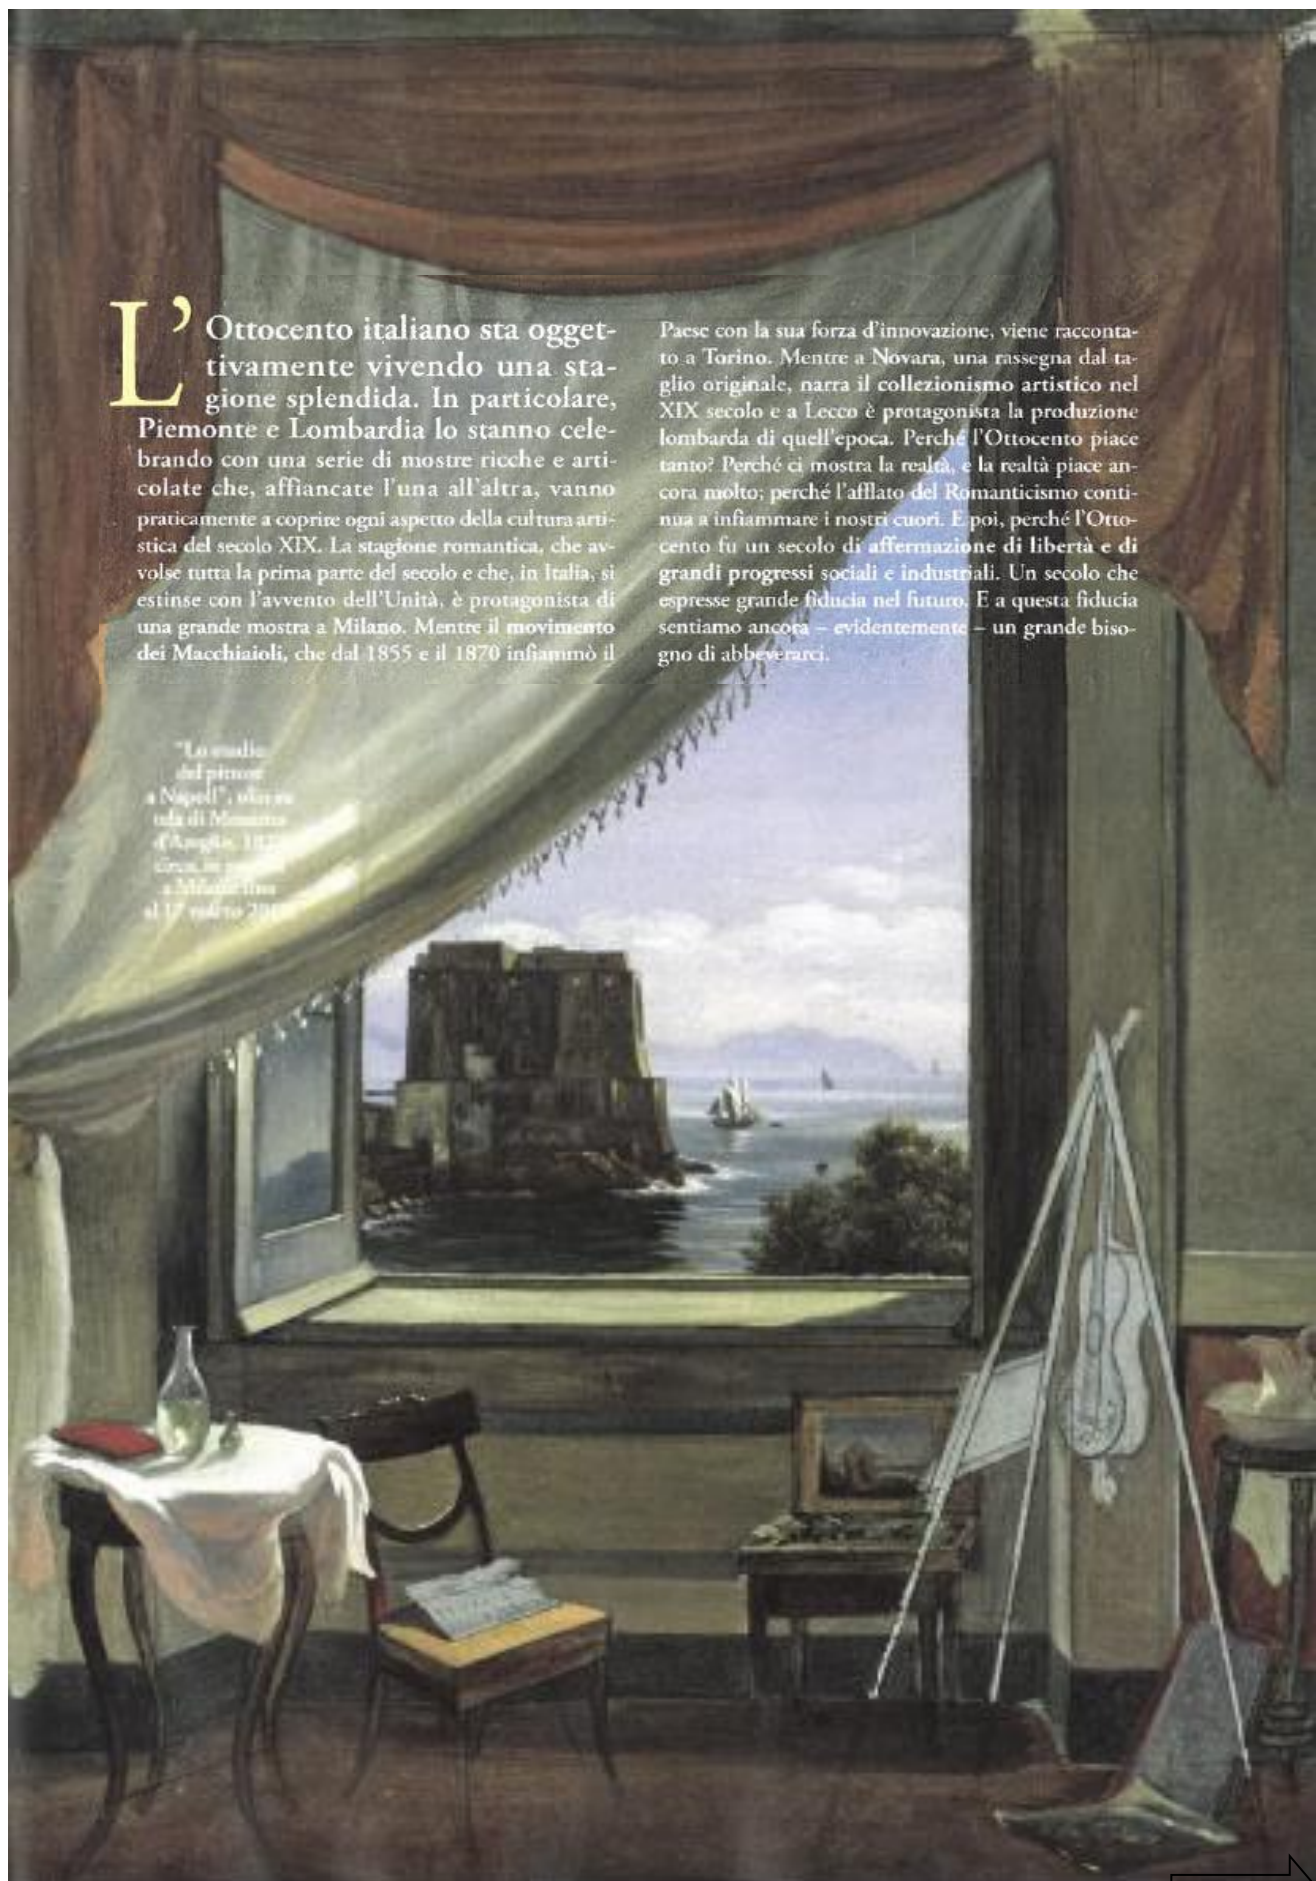 L'Ottocento italiano sta ogget-
tivamente vivendo una sta-
gione splendida. In particolare,
Piemonte e Lombardia lo stanno cele-
brando con una serie di mostre ricche e arti-
colate che, affiancate l'una all'altra, vanno
praticamente a coprire ogni aspetto della cultura arti-
stica del secolo XIX. La stagione romantica, che av-
volse tutta la prima parte del secolo e che, in Italia, si
estinse con l'avvento dell'Unità, è protagonista di
una grande mostra a Milano. Mentre il movimento
dei Macchiaioli, che dal 1855 e il 1870 infiammò il
Paese con la sua forza d'innovazione, viene racconta-
to a Torino. Mentre a Novara, una rassegna dal ta-
glio originale, narra il collezionismo artistico nel
XIX secolo e a Lecco è protagonista la produzione
lombarda di quell'epoca. Perché l'Ottocento piace
tanto? Perché ci mostra la realtà, e la realtà piace an-
cora molto; perché l'afflato del Romanticismo conti-
nua a infiammare i nostri cuori. E poi, perché l'Otto-
cento fu un secolo di affermazione di libertà e di
grandi progressi sociali e industriali. Un secolo che
espresse grande fiducia nel futuro. E a questa fiducia
sentiamo ancora – evidentemente – un grande biso-
gno di abbeverarci.
"Lo studio
del pittore
a Napoli", olio su
tela di Massimo
d'Azeglio,
circa, in
a Milano fino
al 17 marzo